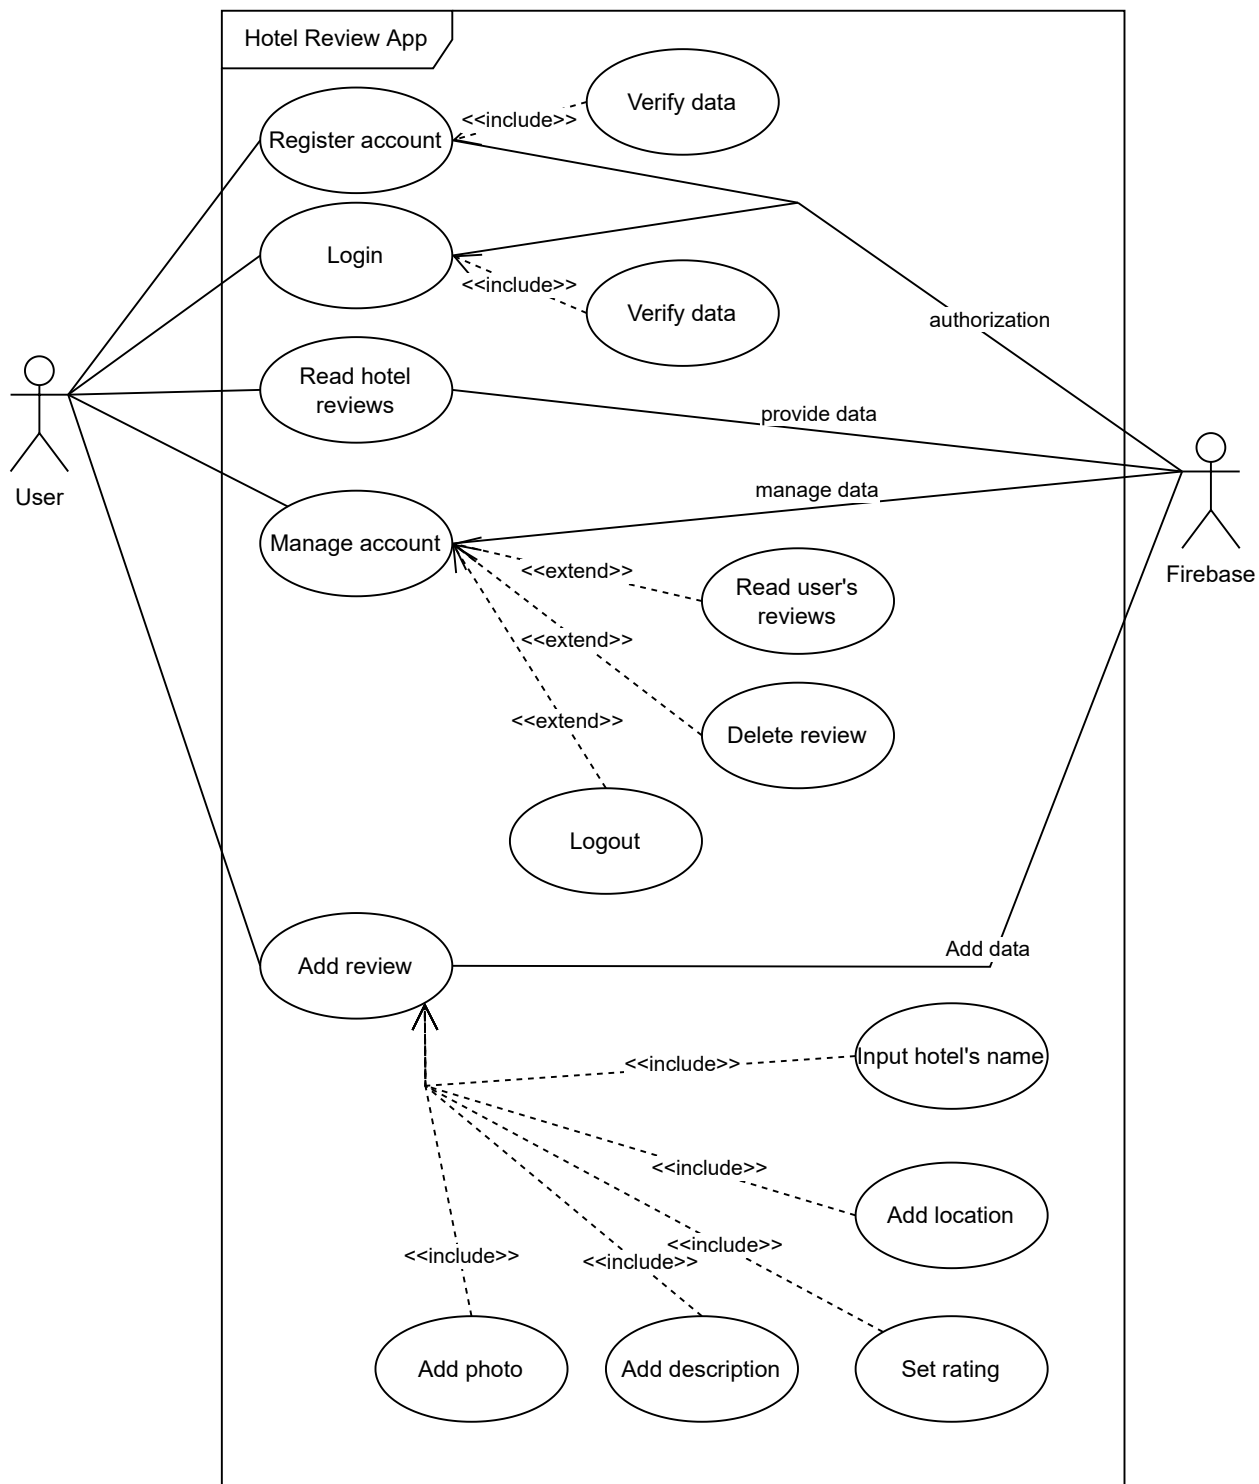 Hotel Review App
Verify data
<<include>>
Register account
Login
<<include>>
Verify data
authorization
Read hotel
reviews
provide data
manage data
User
Manage account
<<extend>>
Firebase
Read user's
reviews
<<extend>>
<<extend>>
Delete review
Logout
Add data
Add review
Input hotel's name
<<include>>
<<include>>
Add location
<<include>>
<<include>>
<<include>>
Add photo
Add description
Set rating